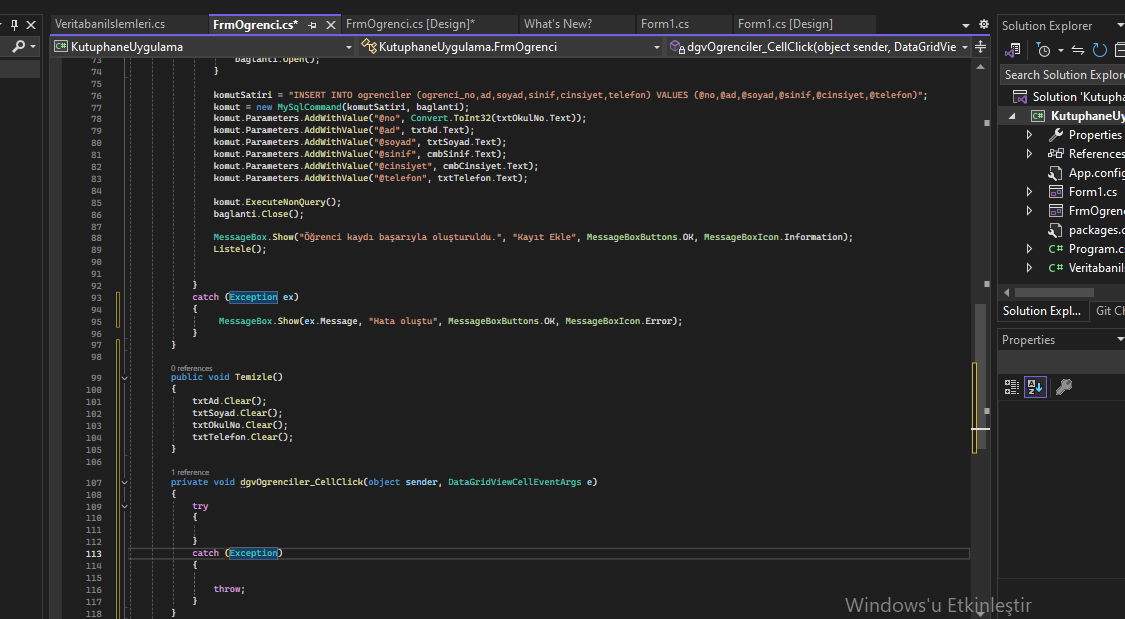 Veritabanilslemleri.cs
FrmOgrenci.cs*
FrmOgrenci.cs [Design]*
What's New?
Form1.cs
Form1.cs [Design]
C# KutuphaneUygulama
KutuphaneUygulama.FrmOgrenci
dgvOgrenciler_CellClick(object sender, DataGridVie
73 baglanti.Open();
74 }
75
76 komutSatiri = "INSERT INTO ogrenciler (ogrenci_no,ad,soyad,sinif,cinsiyet,telefon) VALUES (@no,@ad,@soyad,@sinif,@cinsiyet,@telefon)";
77 komut = new MySqlCommand(komutSatiri, baglanti);
78 komut.Parameters.AddWithValue("@no", Convert.ToInt32(txtOkulNo.Text));
79 komut.Parameters.AddWithValue("@ad", txtAd.Text);
80 komut.Parameters.AddWithValue("@soyad", txtSoyad.Text);
81 komut.Parameters.AddWithValue("@sinif", cmbSinif.Text);
82 komut.Parameters.AddWithValue("@cinsiyet", cmbCinsiyet.Text);
83 komut.Parameters.AddWithValue("@telefon", txtTelefon.Text);
84
85 komut.ExecuteNonQuery();
86 baglanti.Close();
87
88 MessageBox.Show("Öğrenci kaydı başarıyla oluşturuldu.", "Kayıt Ekle", MessageBoxButtons.OK, MessageBoxIcon.Information);
89 Listele();
90
91
92 }
93 catch (Exception ex)
94 {
95 MessageBox.Show(ex.Message, "Hata oluştu", MessageBoxButtons.OK, MessageBoxIcon.Error);
96 }
97 }
98
0 references
99 public void Temizle()
100 {
101 txtAd.Clear();
102 txtSoyad.Clear();
103 txtOkulNo.Clear();
104 txtTelefon.Clear();
105 }
106
1 reference
107 private void dgvOgrenciler_CellClick(object sender, DataGridViewCellEventArgs e)
108 {
109 try
110 {
111
112 }
113 catch (Exception)
114 {
115
116 throw;
117 }
118 }
Solution Explorer
Search Solution Explore
Solution 'Kutupha
C# KutuphaneUy
Properties
References
App.config
Form1.cs
FrmOgren
packages.c
C# Program.c
C# Veritabanil
Solution Expl...
Git Ch
Properties
Windows'u Etkinleştir